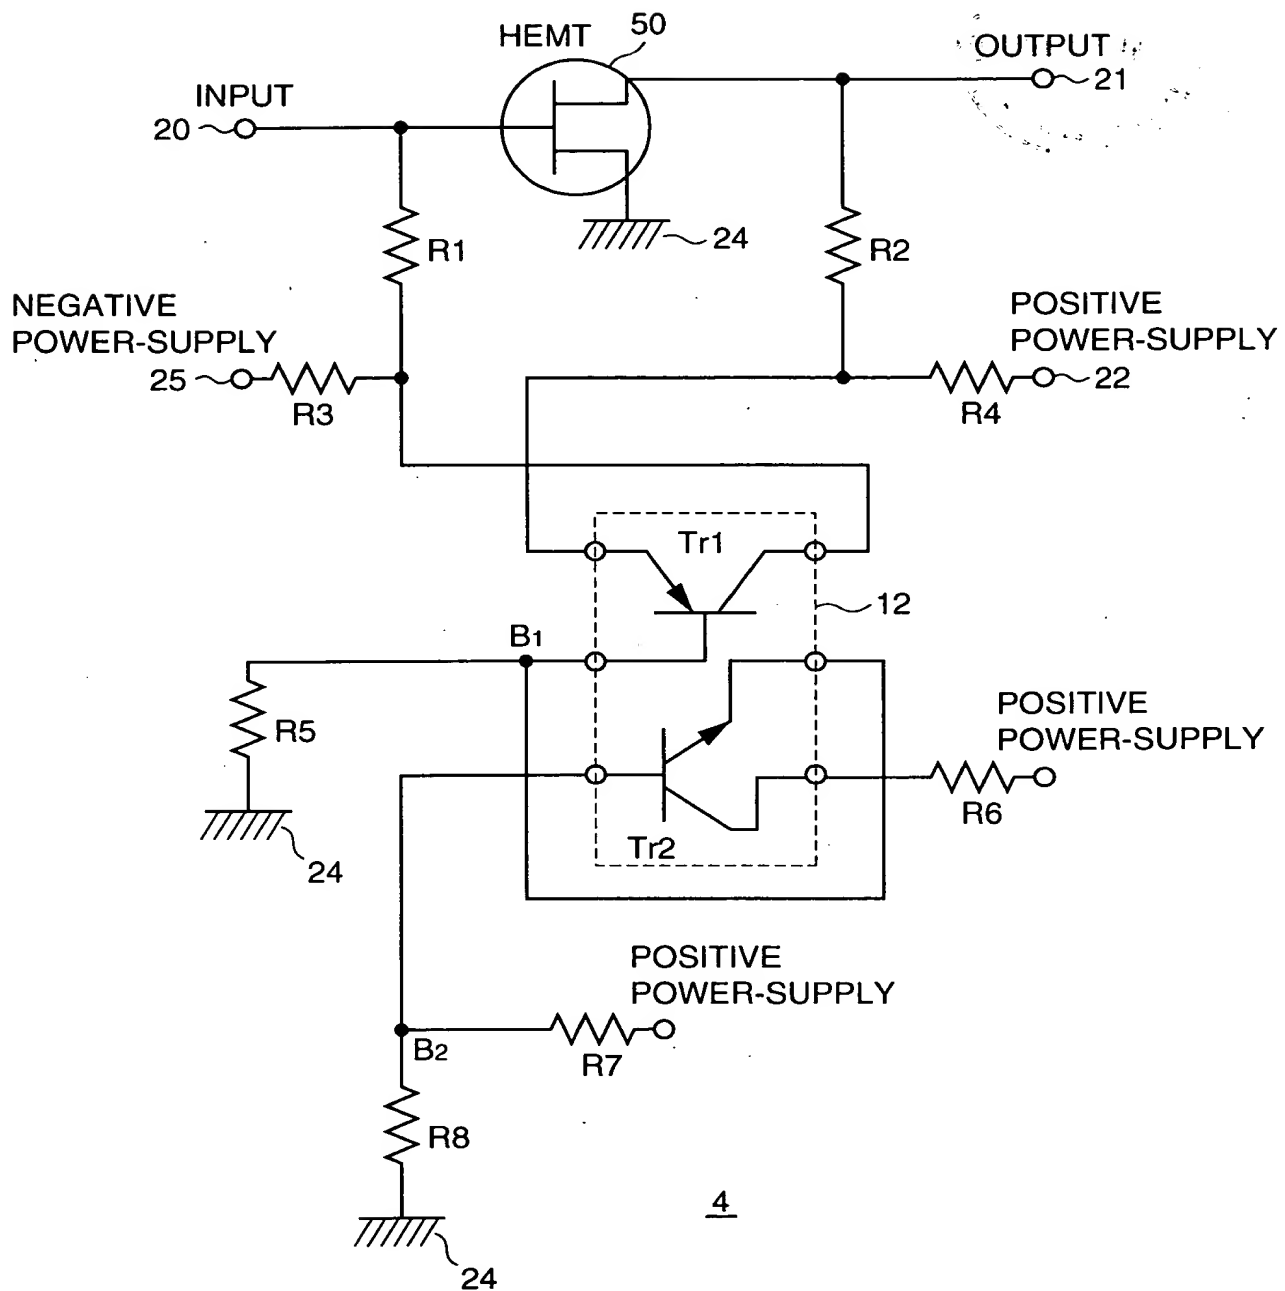 HEMT
50
OUTPUT
21
INPUT
20
24
R1
R2
NEGATIVE
POWER-SUPPLY
25
R3
POSITIVE
POWER-SUPPLY
22
R4
Tr1
12
B1
R5
24
POSITIVE
POWER-SUPPLY
R6
Tr2
POSITIVE
POWER-SUPPLY
B2
R7
R8
4
24